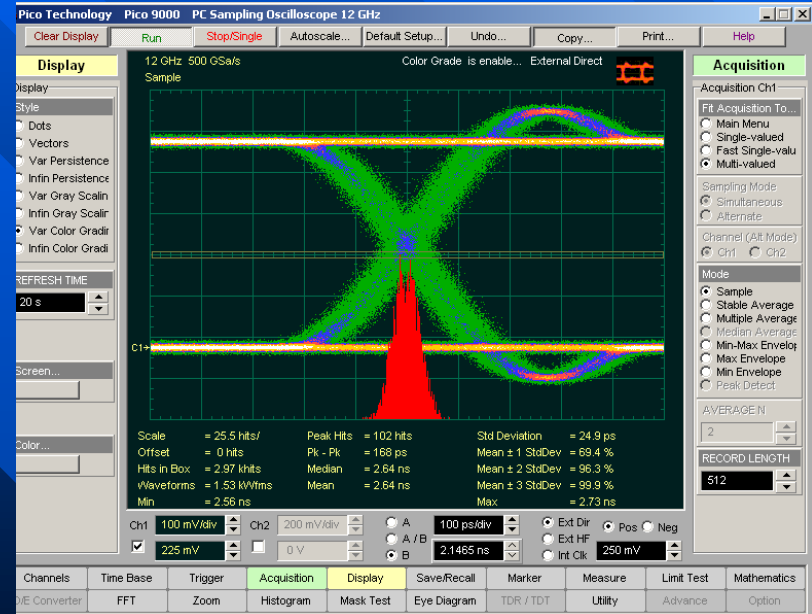 Pico Technology Pico 9000 PC Sampling Oscilloscope 12 GHz
Clear Display Run Stop/Single Autoscale... Default Setup... Undo... Copy... Print... Help
Display
12 GHz 500 GSa/s Color Grade is enable... External Direct
Sample
Acquisition
Display
Style
Dots
Vectors
Var Persistence
Infin Persistence
Var Gray Scalin
Infin Gray Scalin
Var Color Gradin
Infin Color Gradi
REFRESH TIME
20 s
Screen...
Color...
C1
Acquisition Ch1
Fit Acquisition To...
Main Menu
Single-valued
Fast Single-valu
Multi-valued
Sampling Mode
Simultaneous
Alternate
Channel (Alt Mode)
Ch1 Ch2
Mode
Sample
Stable Average
Multiple Average
Median Average
Min-Max Envelop
Max Envelope
Min Envelope
Peak Detect
AVERAGE N
2
RECORD LENGTH
512
Scale = 25.5 hits/ Peak Hits = 102 hits Std Deviation = 24.9 ps
Offset = 0 hits Pk - Pk = 168 ps Mean ± 1 StdDev = 69.4 %
Hits in Box = 2.97 khits Median = 2.64 ns Mean ± 2 StdDev = 96.3 %
Waveforms = 1.53 kWfms Mean = 2.64 ns Mean ± 3 StdDev = 99.9 %
Min = 2.56 ns Max = 2.73 ns
Ch1 100 mV/div Ch2 200 mV/div A 100 ps/div Ext Dir Pos Neg
A / B Ext HF
225 mV 0 V B 2.1465 ns Int Clk 250 mV
Channels Time Base Trigger Acquisition Display Save/Recall Marker Measure Limit Test Mathematics
O/E Converter FFT Zoom Histogram Mask Test Eye Diagram TDR / TDT Utility Advance Option